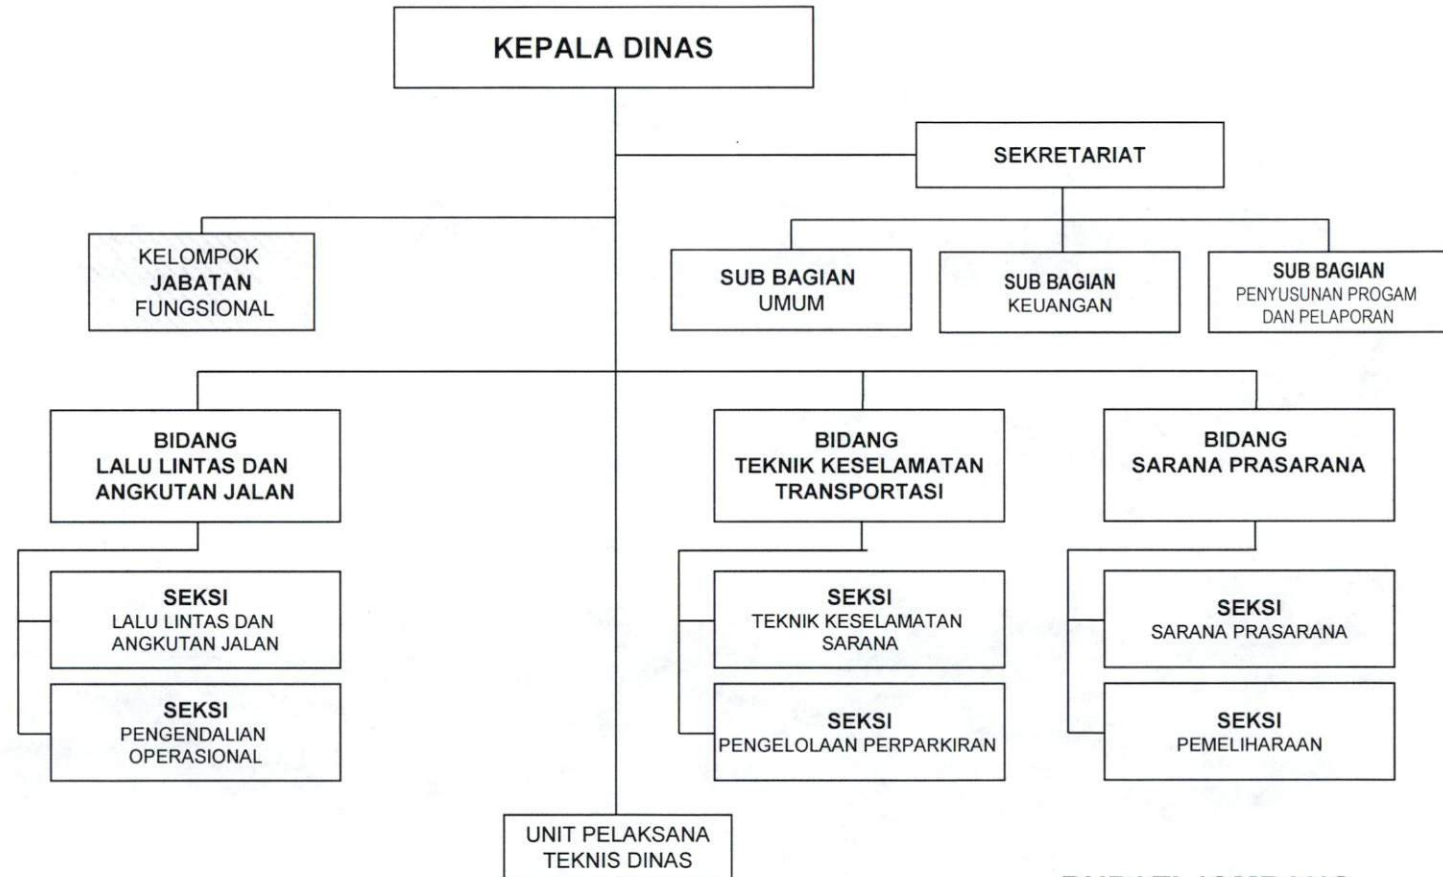 KEPALA DINAS
SEKRETARIAT
KELOMPOK
JABATAN
FUNGSIONAL
SUB BAGIAN
UMUM
SUB BAGIAN
KEUANGAN
SUB BAGIAN
PENYUSUNAN PROGAM
DAN PELAPORAN
BIDANG
LALU LINTAS DAN
ANGKUTAN JALAN
BIDANG
TEKNIK KESELAMATAN
TRANSPORTASI
BIDANG
SARANA PRASARANA
SEKSI
LALU LINTAS DAN
ANGKUTAN JALAN
SEKSI
TEKNIK KESELAMATAN
SARANA
SEKSI
SARANA PRASARANA
SEKSI
PENGENDALIAN
OPERASIONAL
SEKSI
PENGELOLAAN PERPARKIRAN
SEKSI
PEMELIHARAAN
UNIT PELAKSANA
TEKNIS DINAS